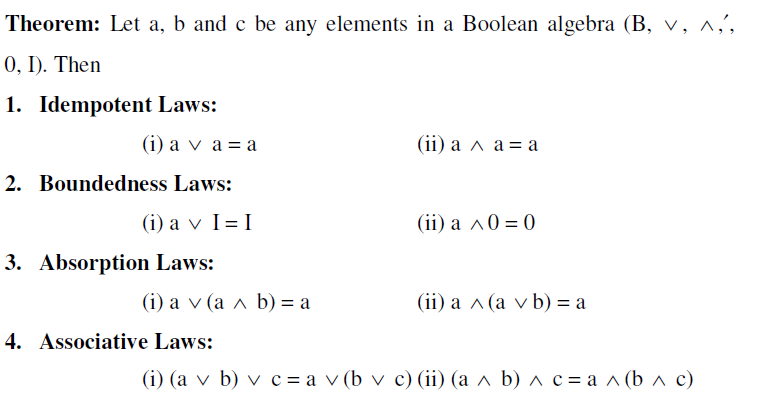 Theorem: Let a, b and c be any elements in a Boolean algebra (B, ∨, ∧,′,
0, I). Then
1. Idempotent Laws:
(i) a ∨ a = a (ii) a ∧ a = a
2. Boundedness Laws:
(i) a ∨ I = I (ii) a ∧0 = 0
3. Absorption Laws:
(i) a ∨ (a ∧ b) = a (ii) a ∧(a ∨ b) = a
4. Associative Laws:
(i) (a ∨ b) ∨ c = a ∨ (b ∨ c) (ii) (a ∧ b) ∧ c = a ∧ (b ∧ c)